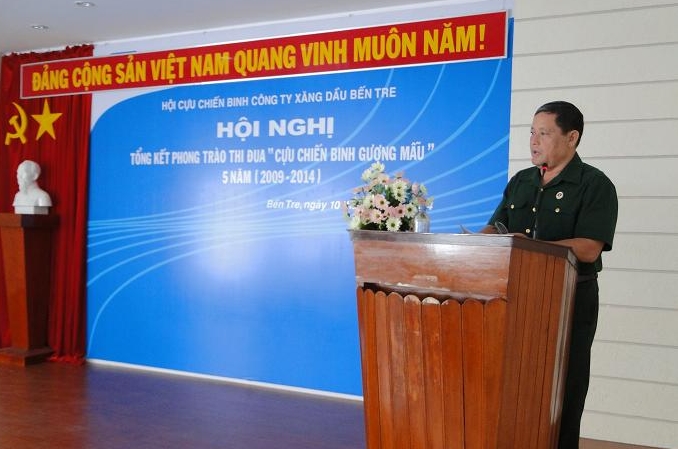 ĐẢNG CỘNG SẢN VIỆT NAM QUANG VINH MUÔN NĂM!
HỘI CỰU CHIẾN BINH CÔNG TY XĂNG DẦU BẾN TRE
HỘI NGHỊ
TỔNG KẾT PHONG TRÀO THI ĐUA "CỰU CHIẾN BINH GƯƠNG MẪU"
5 NĂM (2009-2014)
Bến Tre, ngày 10